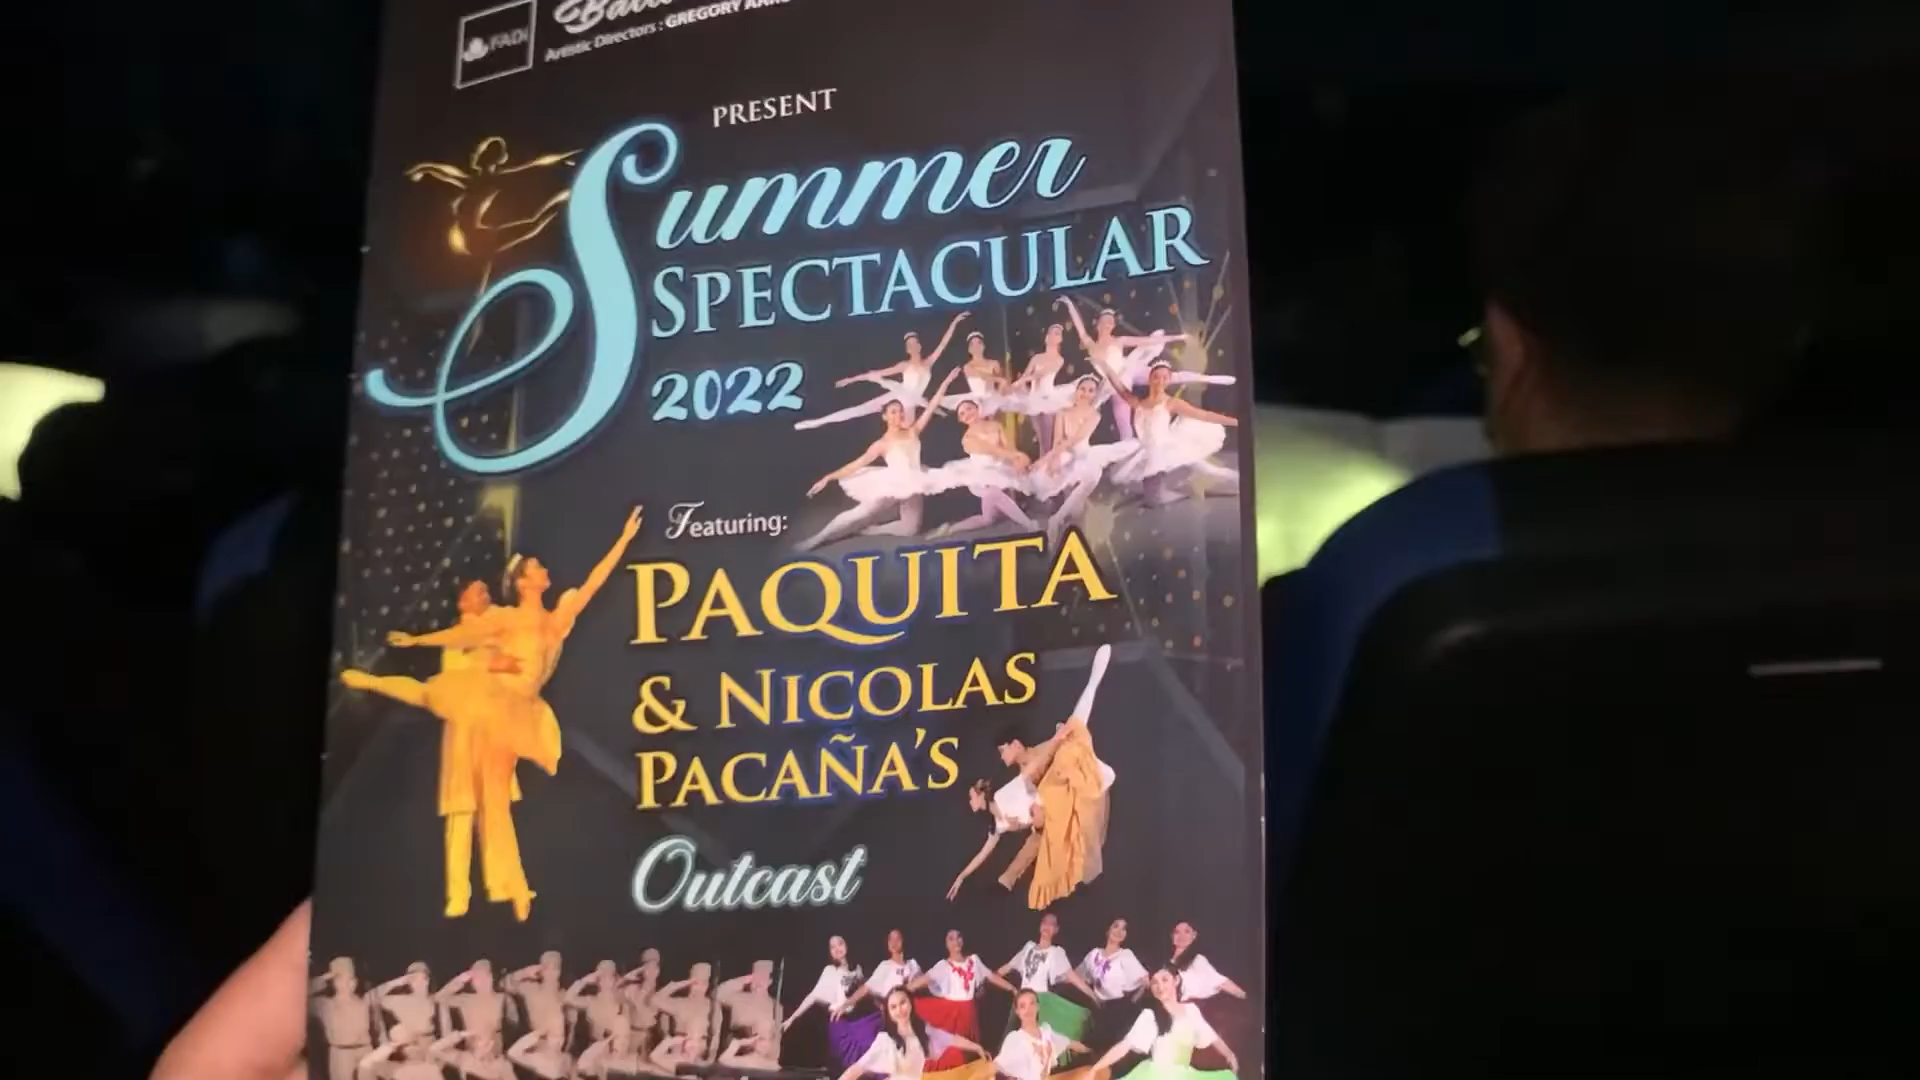 FADI
Artistic Directors : GREGORY
PRESENT
Summer
SPECTACULAR
2022
Featuring:
PAQUITA
& NICOLAS
PACAÑA'S
Outcast